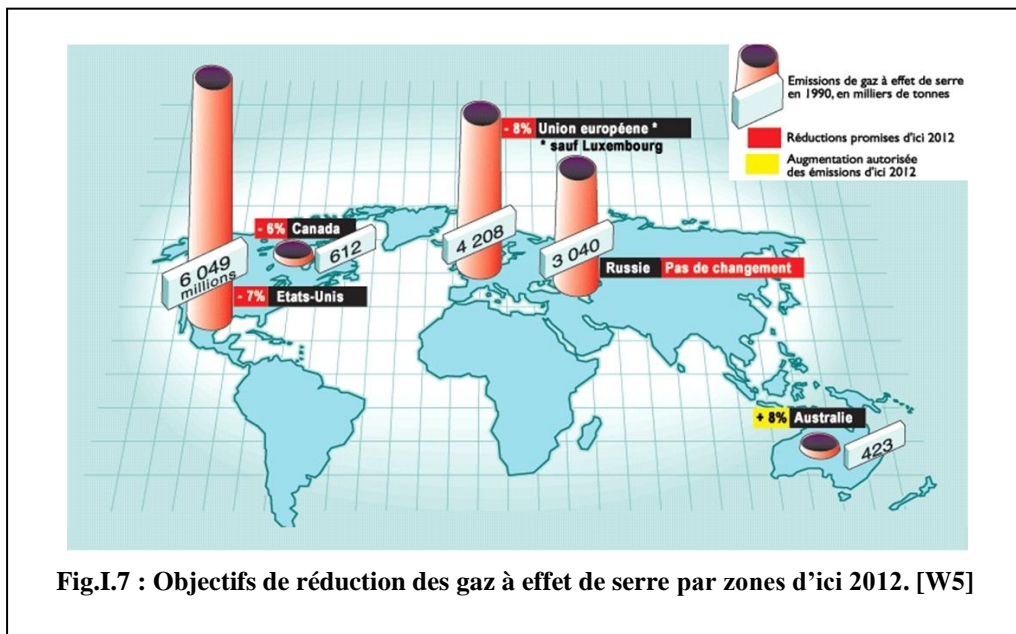 Emissions de gaz à effet de serre
en 1990, en milliers de tonnes
Réductions promises d'ici 2012
Augmentation autorisée
des émissions d'ici 2012
- 8% Union européene *
* sauf Luxembourg
- 6% Canada
612
4 208
3 040
6 049
millions
- 7% Etats-Unis
Russie Pas de changement
+ 8% Australie
423
Fig.I.7 : Objectifs de réduction des gaz à effet de serre par zones d’ici 2012. [W5]